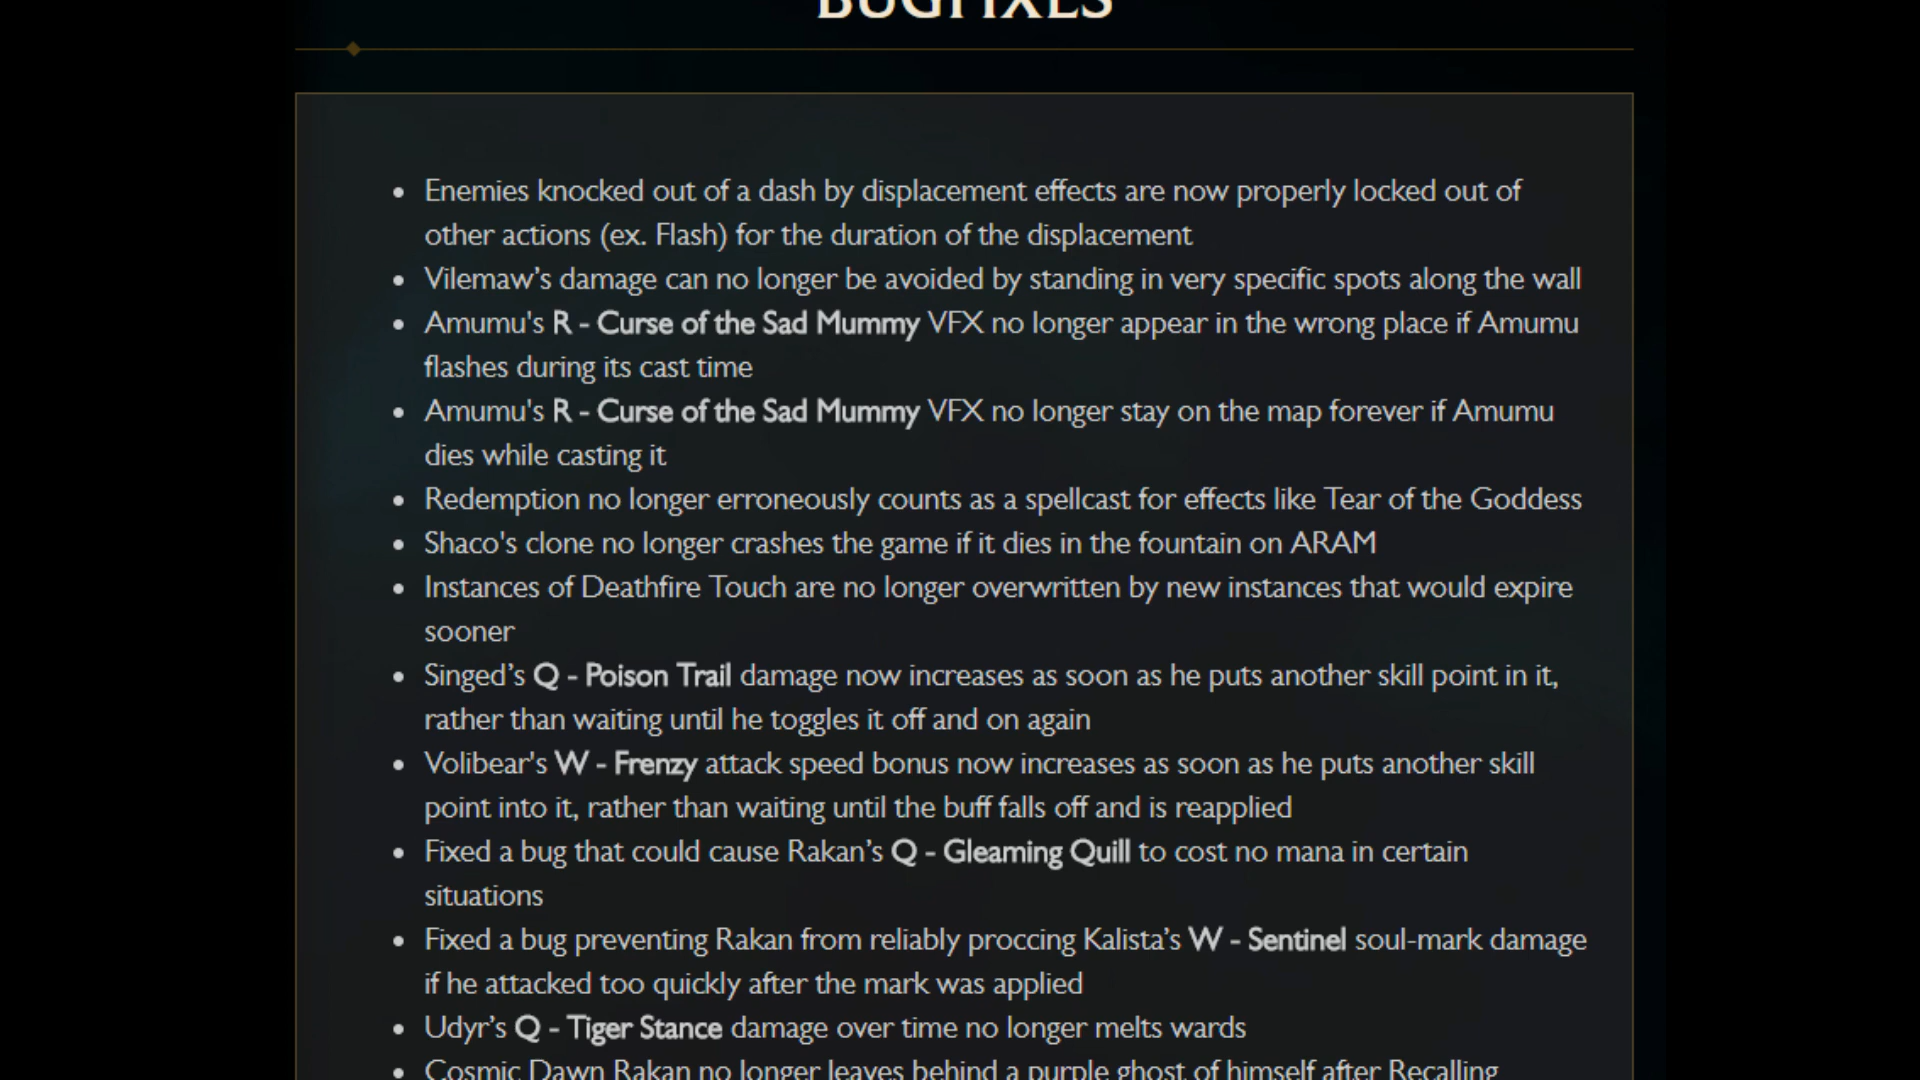 BUGFIXES
• Enemies knocked out of a dash by displacement effects are now properly locked out of
other actions (ex. Flash) for the duration of the displacement
• Vilemaw’s damage can no longer be avoided by standing in very specific spots along the wall
• Amumu's R - Curse of the Sad Mummy VFX no longer appear in the wrong place if Amumu
flashes during its cast time
• Amumu's R - Curse of the Sad Mummy VFX no longer stay on the map forever if Amumu
dies while casting it
• Redemption no longer erroneously counts as a spellcast for effects like Tear of the Goddess
• Shaco's clone no longer crashes the game if it dies in the fountain on ARAM
• Instances of Deathfire Touch are no longer overwritten by new instances that would expire
sooner
• Singed’s Q - Poison Trail damage now increases as soon as he puts another skill point in it,
rather than waiting until he toggles it off and on again
• Volibear's W - Frenzy attack speed bonus now increases as soon as he puts another skill
point into it, rather than waiting until the buff falls off and is reapplied
• Fixed a bug that could cause Rakan’s Q - Gleaming Quill to cost no mana in certain
situations
• Fixed a bug preventing Rakan from reliably proccing Kalista’s W - Sentinel soul-mark damage
if he attacked too quickly after the mark was applied
• Udyr’s Q - Tiger Stance damage over time no longer melts wards
• Cosmic Dawn Rakan no longer leaves behind a purple ghost of himself after Recalling